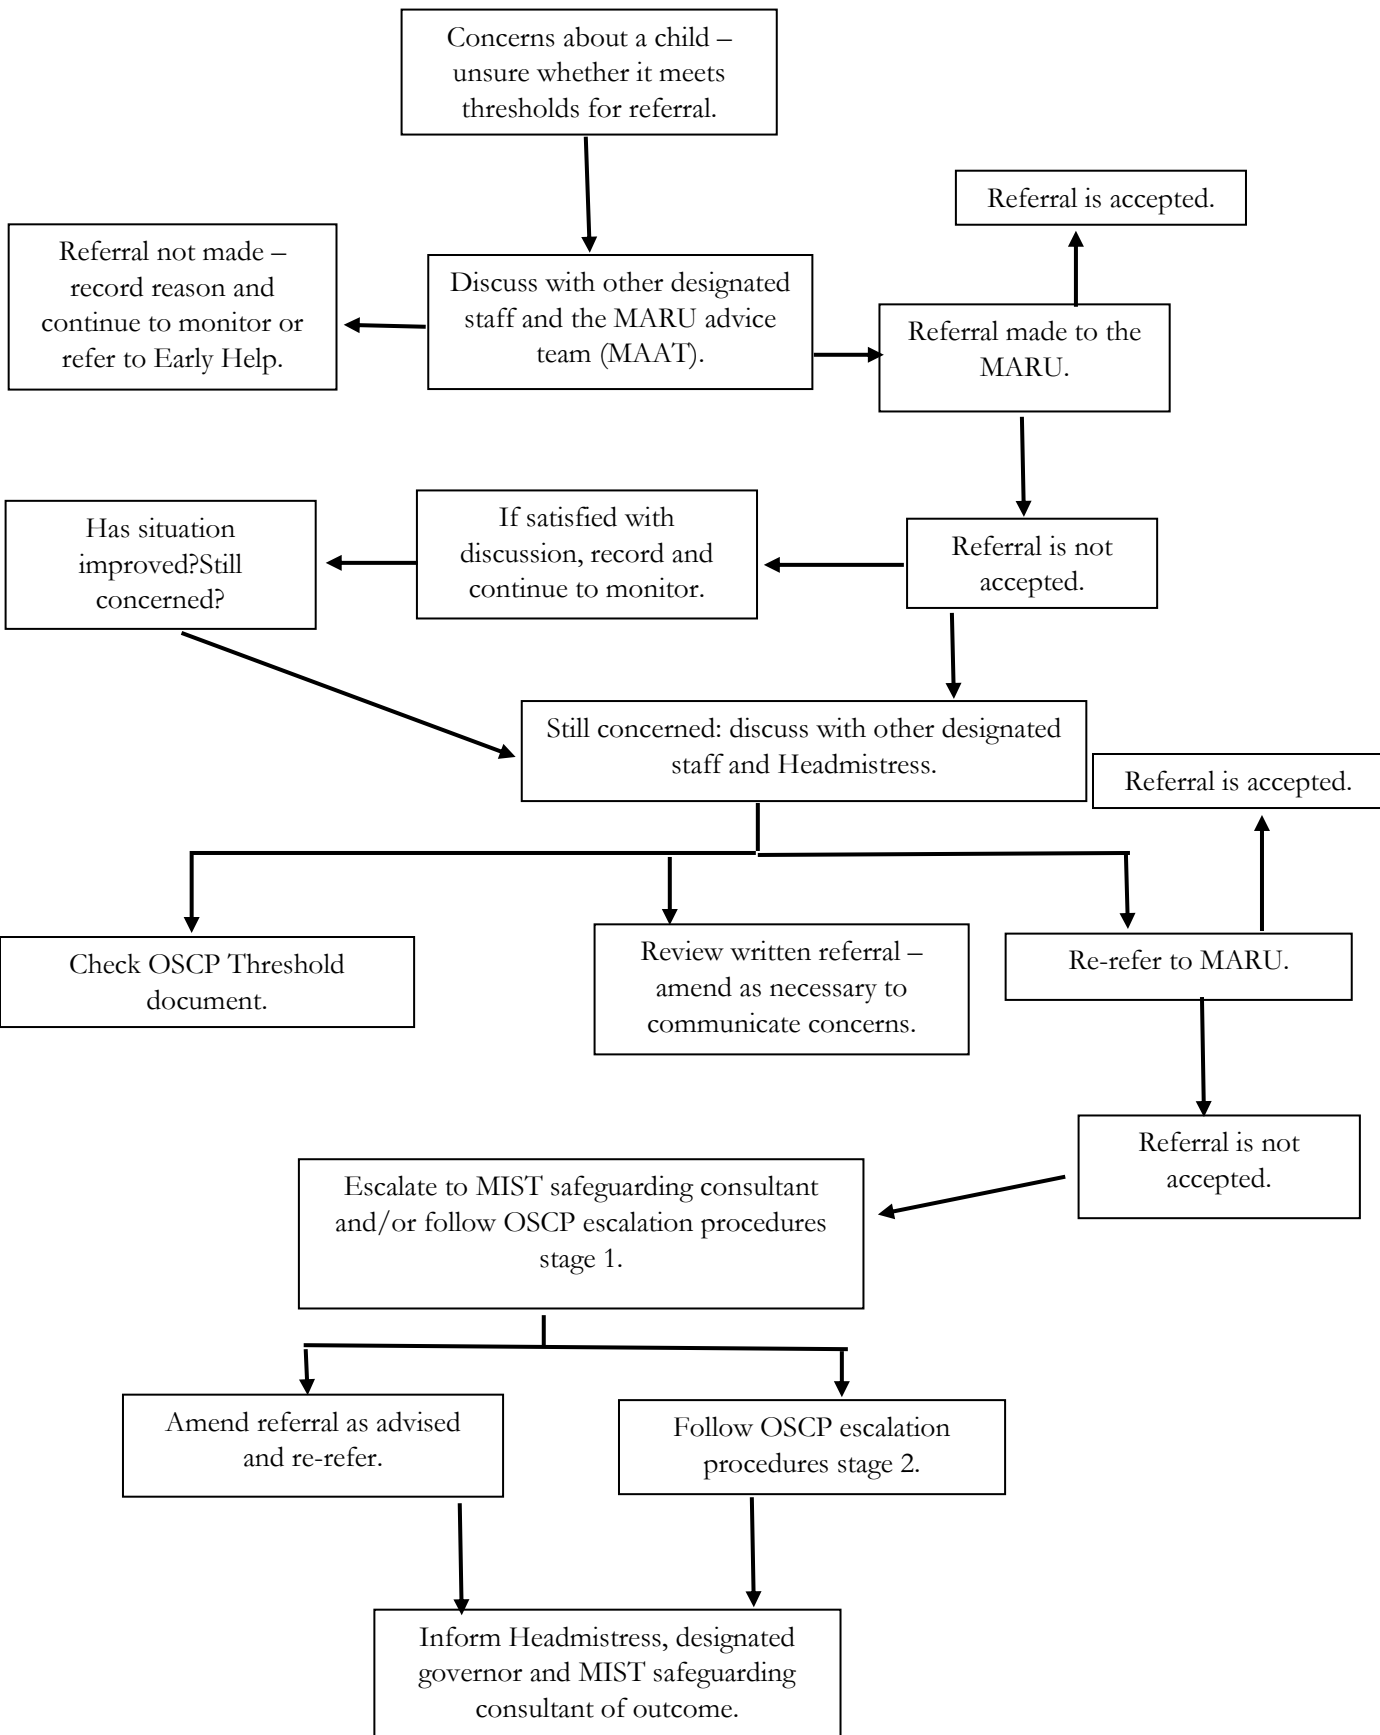 Concerns about a child –
unsure whether it meets
thresholds for referral.
Referral is accepted.
Referral not made –
record reason and
continue to monitor or
refer to Early Help.
Discuss with other designated
staff and the MARU advice
team (MAAT).
Referral made to the
MARU.
Has situation
improved?Still
concerned?
If satisfied with
discussion, record and
continue to monitor.
Referral is not
accepted.
Still concerned: discuss with other designated
staff and Headmistress.
Referral is accepted.
Check OSCP Threshold
document.
Review written referral –
amend as necessary to
communicate concerns.
Re-refer to MARU.
Referral is not
accepted.
Escalate to MIST safeguarding consultant
and/or follow OSCP escalation procedures
stage 1.
Amend referral as advised
and re-refer.
Follow OSCP escalation
procedures stage 2.
Inform Headmistress, designated
governor and MIST safeguarding
consultant of outcome.